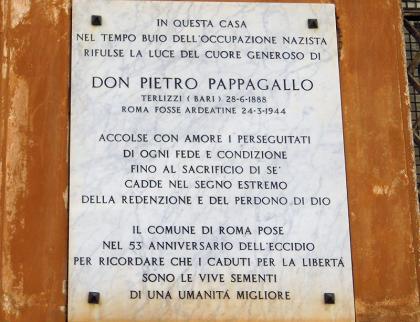 IN QUESTA CASA
NEL TEMPO BUIO DELL'OCCUPAZIONE NAZISTA
RIFULSE LA LUCE DEL CUORE GENEROSO DI
DON PIETRO PAPPAGALLO
TERLIZZI (BARI) 28-6-1888
ROMA FOSSE ARDEATINE 24-3-1944
ACCOLSE CON AMORE I PERSEGUITATI
DI OGNI FEDE E CONDIZIONE
FINO AL SACRIFICIO DI SE'
CADDE NEL SEGNO ESTREMO
DELLA REDENZIONE E DEL PERDONO DI DIO
IL COMUNE DI ROMA POSE
NEL 53° ANNIVERSARIO DELL'ECCIDIO
PER RICORDARE CHE I CADUTI PER LA LIBERTÁ
SONO LE VIVE SEMENTI
DI UNA UMANITÁ MIGLIORE